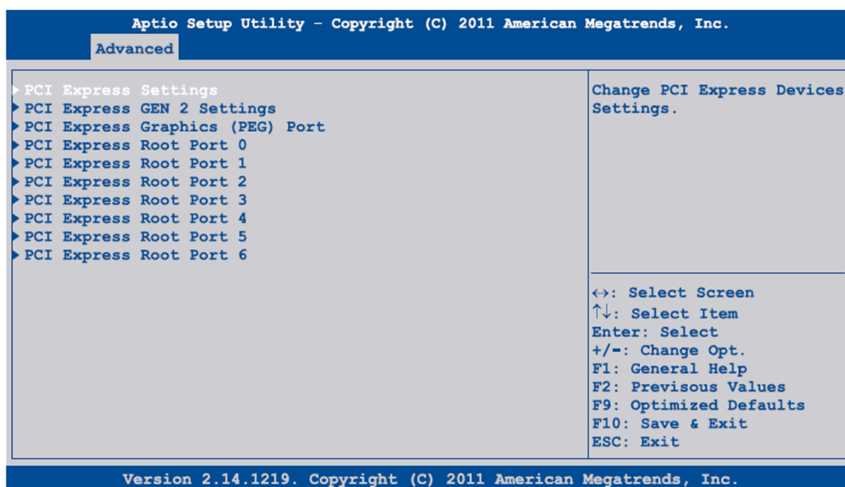 Aptio Setup Utility – Copyright (C) 2011 American Megatrends, Inc.
Advanced
PCI Express Settings
PCI Express GEN 2 Settings
PCI Express Graphics (PEG) Port
PCI Express Root Port 0
PCI Express Root Port 1
PCI Express Root Port 2
PCI Express Root Port 3
PCI Express Root Port 4
PCI Express Root Port 5
PCI Express Root Port 6
Change PCI Express Devices
Settings.
↔: Select Screen
↑↓: Select Item
Enter: Select
+/-: Change Opt.
F1: General Help
F2: Previsous Values
F9: Optimized Defaults
F10: Save & Exit
ESC: Exit
Version 2.14.1219. Copyright (C) 2011 American Megatrends, Inc.